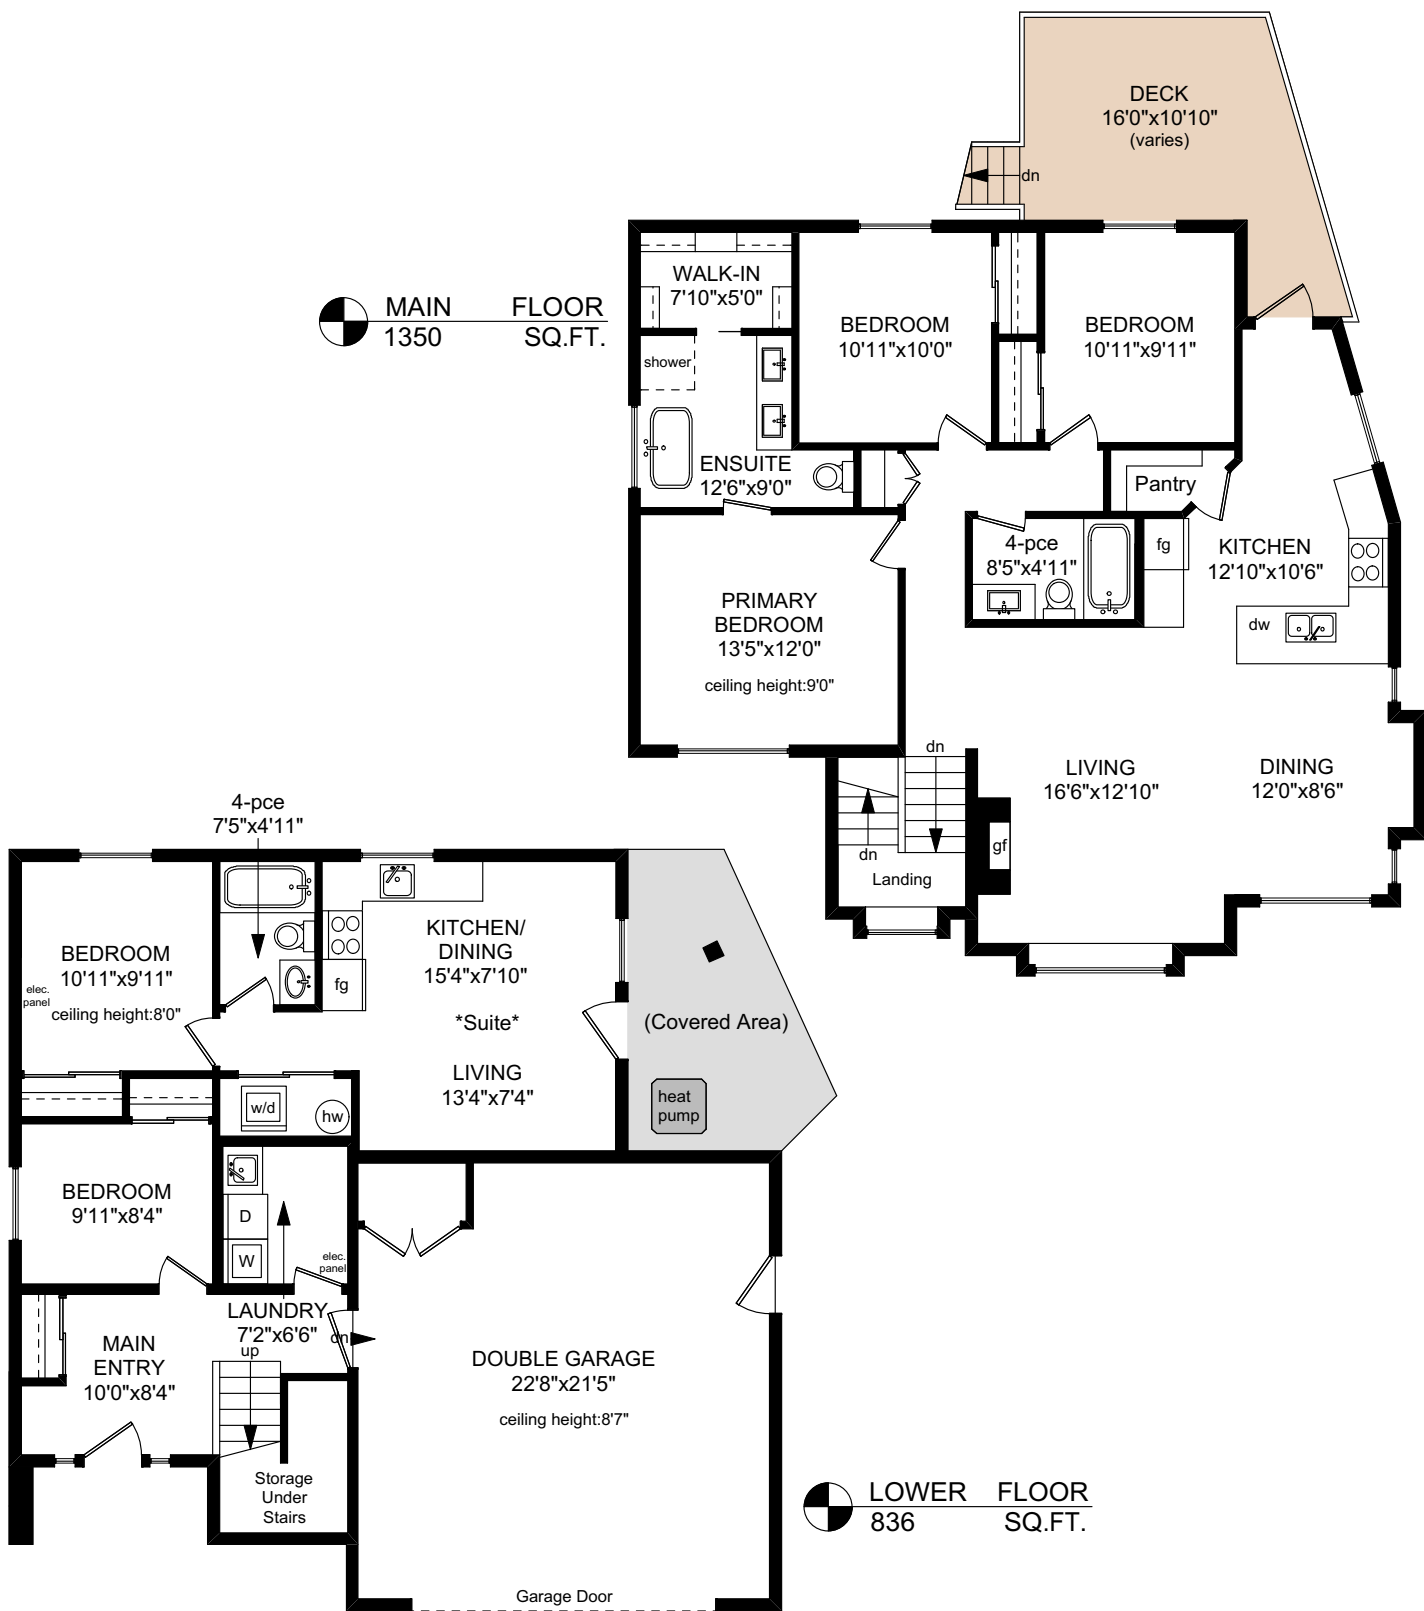 DECK
16'0"x10'10"
(varies)
dn
MAIN FLOOR
1350 SQ.FT.
WALK-IN
7'10"x5'0"
BEDROOM
10'11"x10'0"
BEDROOM
10'11"x9'11"
shower
ENSUITE
12'6"x9'0"
Pantry
4-pce
8'5"x4'11"
fg
KITCHEN
12'10"x10'6"
PRIMARY
BEDROOM
13'5"x12'0"
ceiling height:9'0"
dw
dn
LIVING
16'6"x12'10"
DINING
12'0"x8'6"
gf
dn
Landing
4-pce
7'5"x4'11"
BEDROOM
10'11"x9'11"
elec.
panel
ceiling height:8'0"
KITCHEN/
DINING
15'4"x7'10"
fg
*Suite*
(Covered Area)
LIVING
13'4"x7'4"
w/d
hw
heat
pump
BEDROOM
9'11"x8'4"
D
W
elec.
panel
LAUNDRY
7'2"x6'6"
dn
up
MAIN
ENTRY
10'0"x8'4"
DOUBLE GARAGE
22'8"x21'5"
ceiling height:8'7"
Storage
Under
Stairs
LOWER FLOOR
836 SQ.FT.
Garage Door